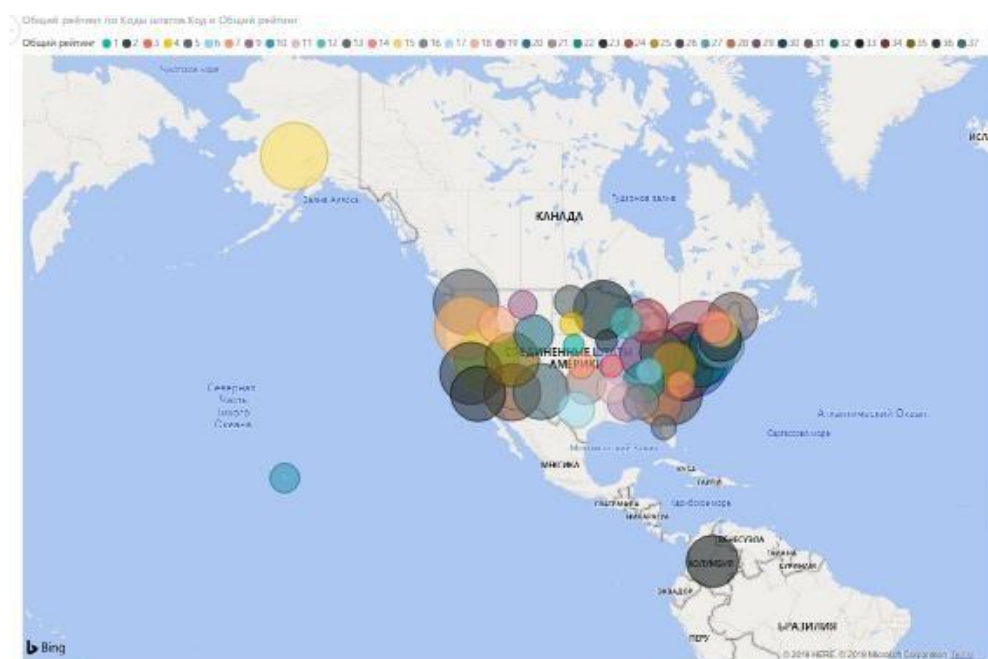 Общий рейтинг по Коды штатов.Код и Общий рейтинг
Общий рейтинг 1 2 3 4 5 6 7 9 10 11 12 13 14 15 16 17 18 19 20 21 22 23 24 25 26 27 28 29 30 31 32 33 34 35 36 37
Чукотское море
Залив Аляска
Гудзонов залив
КАНАДА
СОЕДИНЕННЫЕ ШТАТЫ
АМЕРИКИ
Северная
Часть
Тихого
Океана
Атлантический Океан
Саргассово море
МЕКСИКА
КУБА
ГАИТИ
ГВАТЕМАЛА
Карибское море
НИКАРАГУА
ВЕНЕСУЭЛА
ГАЙАНА
КОЛУМБИЯ
СУРИНАМ
ЭКВАДОР
БРАЗИЛИЯ
ПЕРУ
Bing
© 2019 HERE, © 2019 Microsoft Corporation Terms